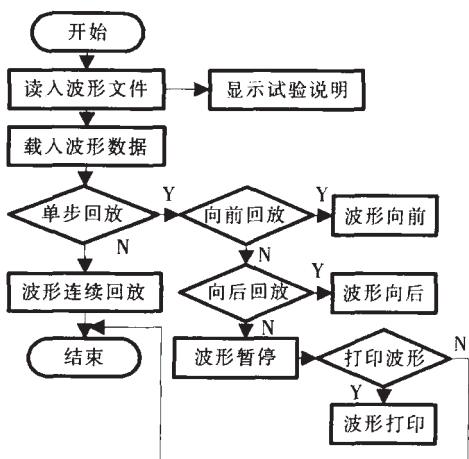 开始
读入波形文件
显示试验说明
载入波形数据
单步回放
Y
向前回放
Y
波形向前
N
N
波形连续回放
向后回放
Y
波形向后
N
结束
波形暂停
打印波形
N
Y
波形打印